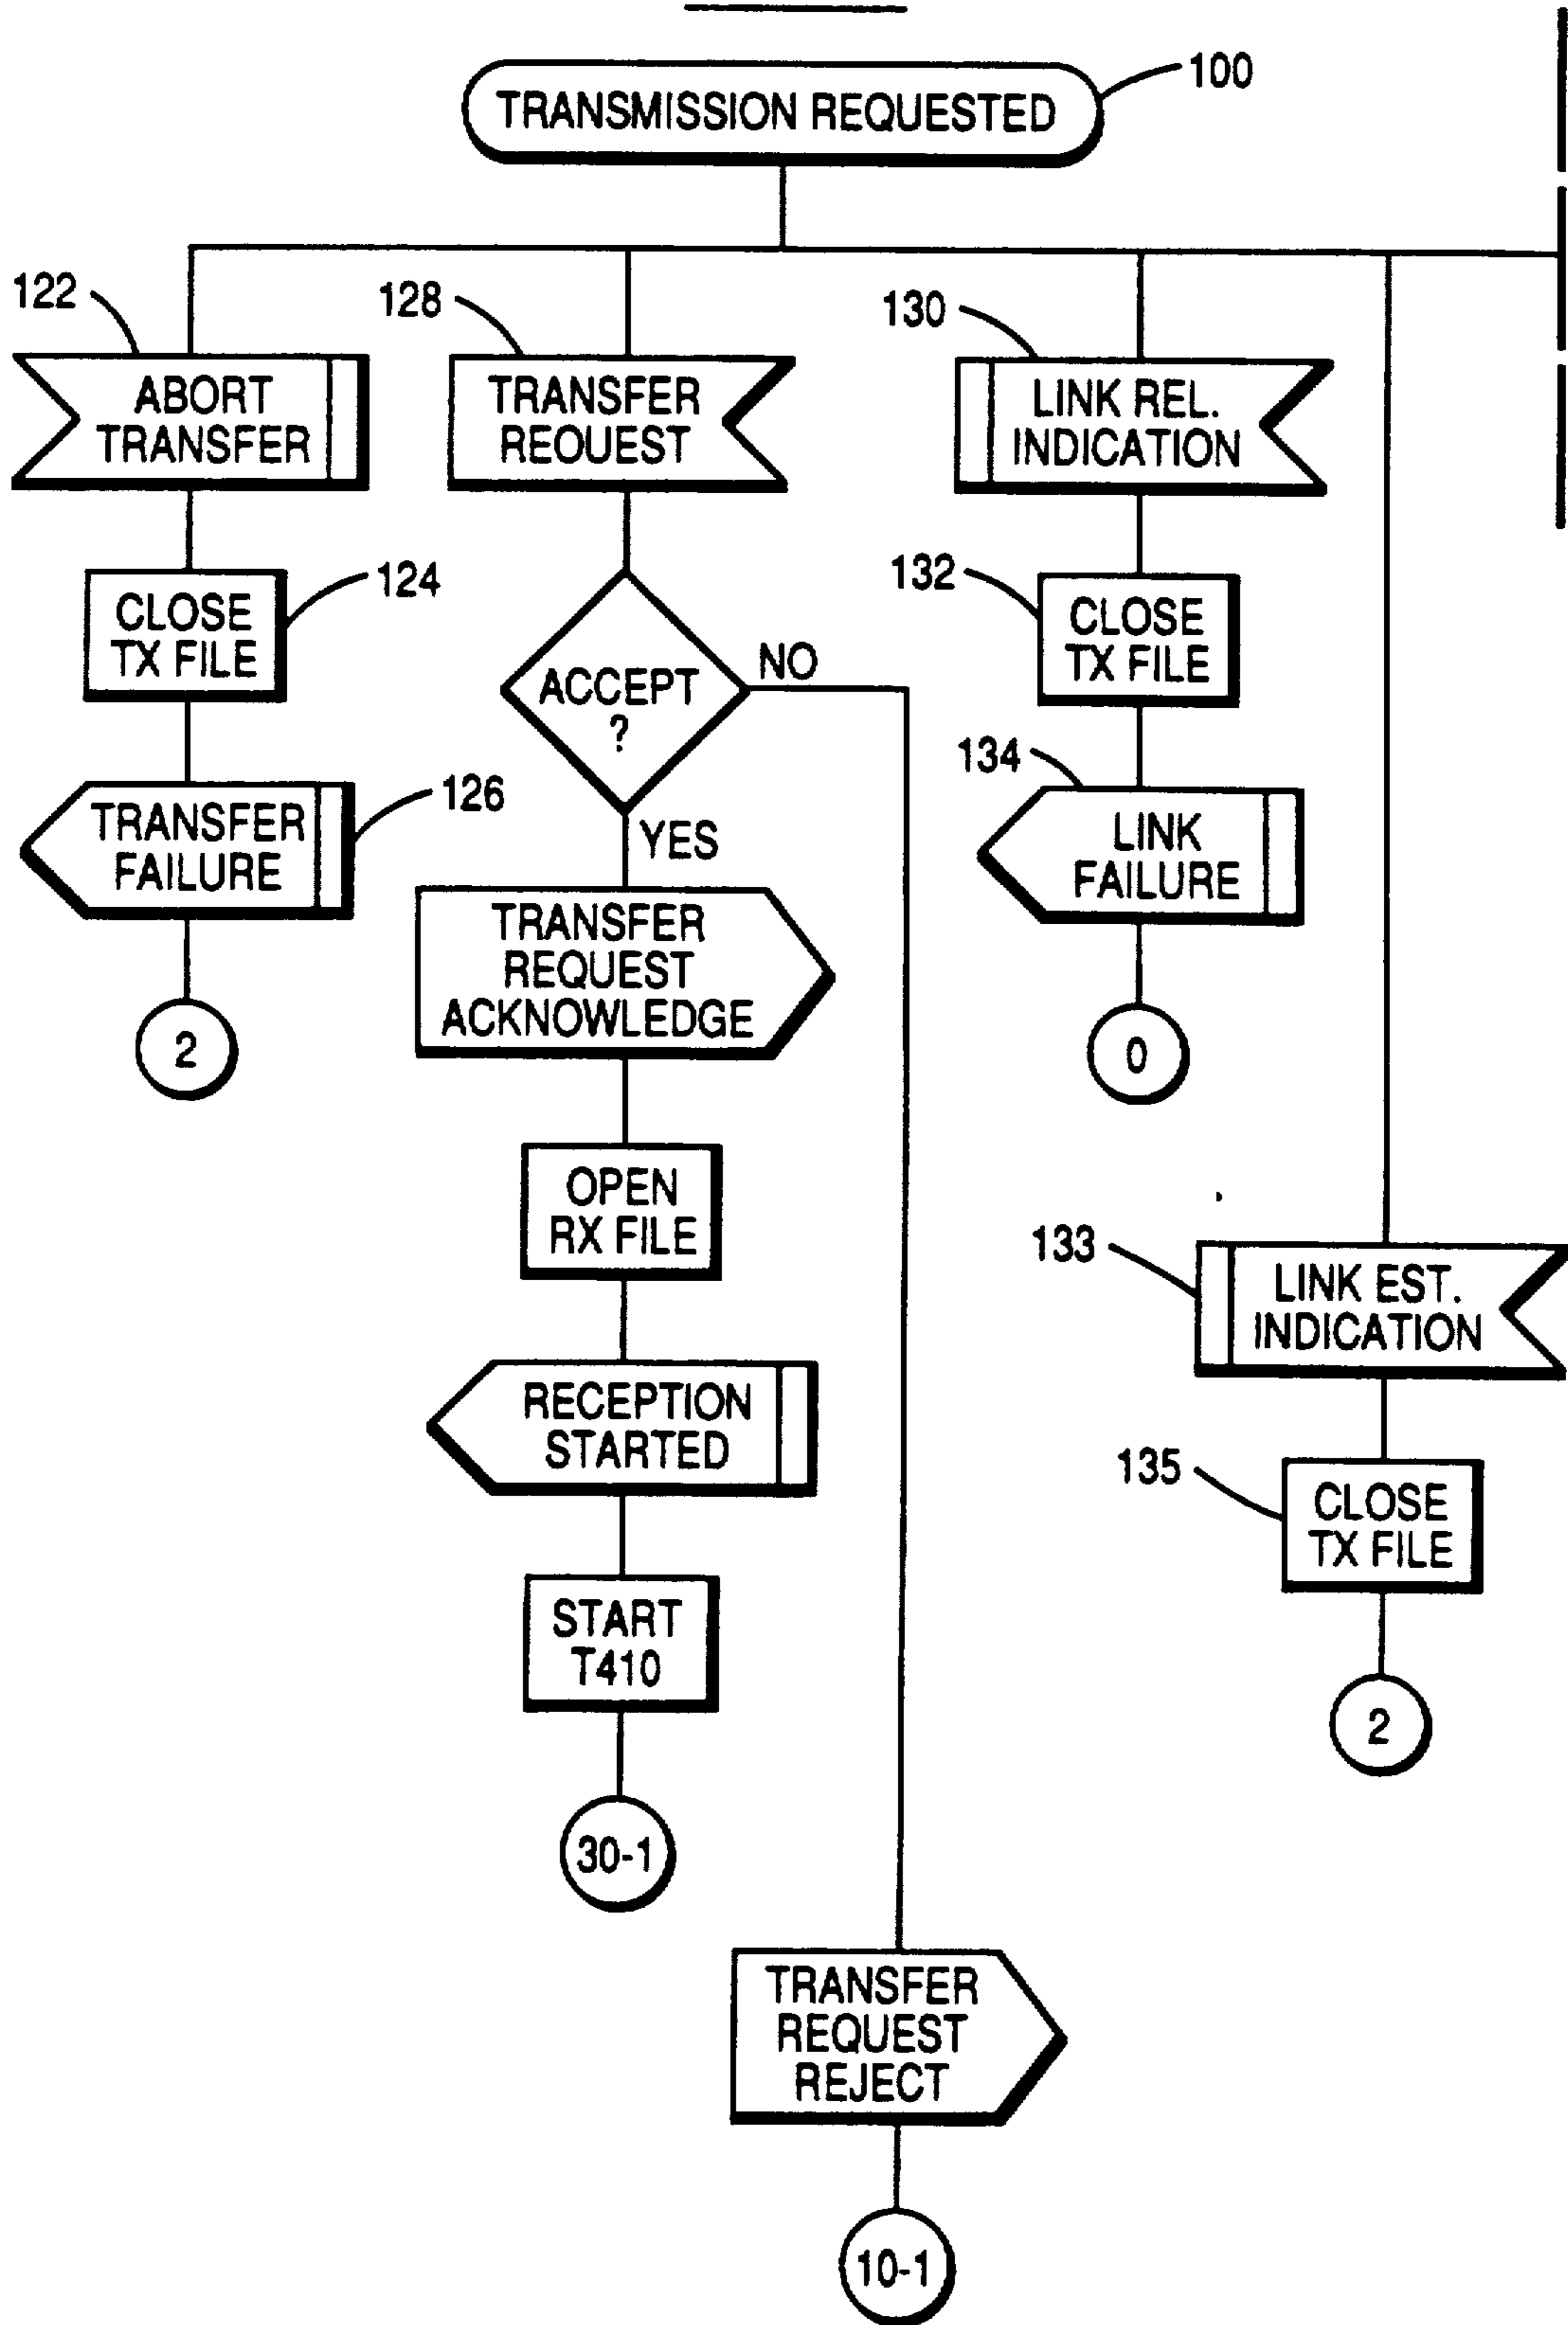 TRANSMISSION REQUESTED
100
122
ABORT
TRANSFER
CLOSE
TX FILE
124
TRANSFER
FAILURE
126
2
128
TRANSFER
REOUEST
ACCEPT
?
NO
YES
TRANSFER
REQUEST
ACKNOWLEDGE
OPEN
RX FILE
RECEPTION
STARTED
START
T410
30-1
TRANSFER
REQUEST
REJECT
10-1
130
LINK REL.
INDICATION
132
CLOSE
TX FILE
134
LINK
FAILURE
0
133
LINK EST.
INDICATION
135
CLOSE
TX FILE
2